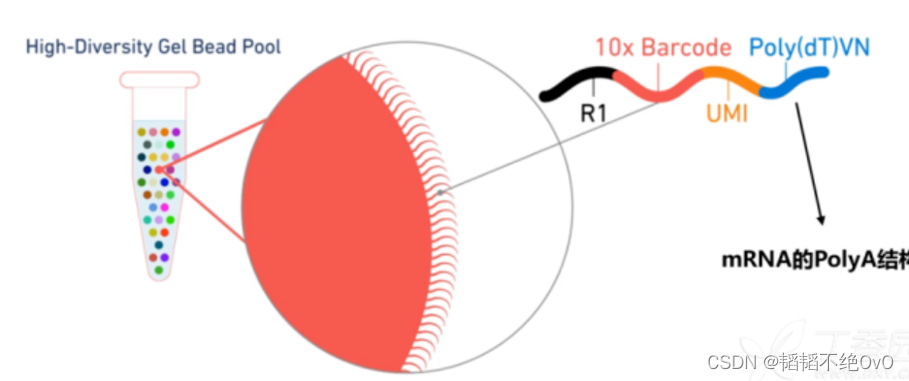 High-Diversity Gel Bead Pool
10x Barcode
Poly(dT)VN
R1
UMI
mRNA的PolyA结构
CSDN @韬韬不绝OvO